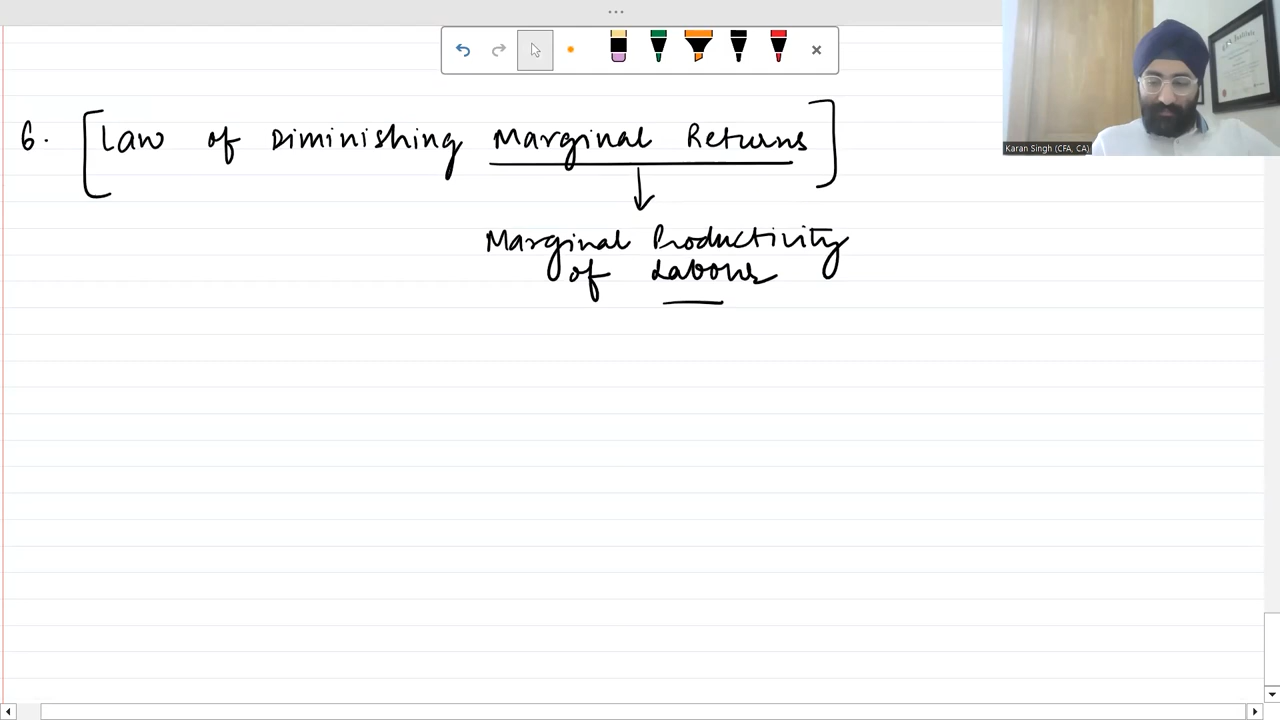 6. [Law of Diminishing Marginal Returns]
Marginal Productivity
of Labour
Karan Singh (CFA, CA)